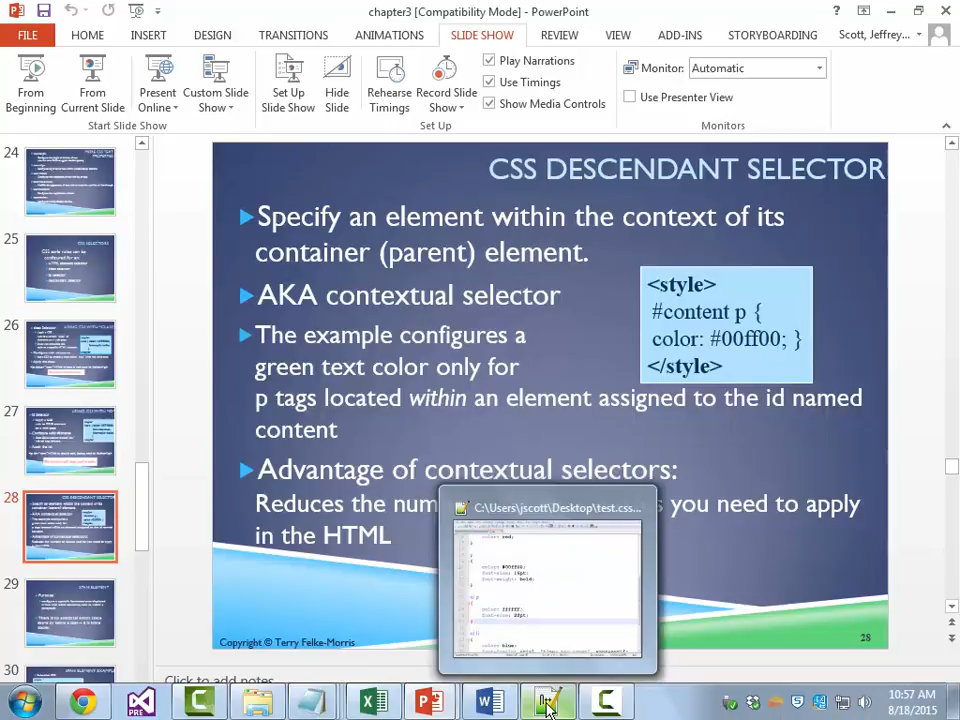 chapter3 [Compatibility Mode] - PowerPoint
FILE HOME INSERT DESIGN TRANSITIONS ANIMATIONS SLIDE SHOW REVIEW VIEW ADD-INS STORYBOARDING Scott, Jeffrey...
From Beginning
From Current Slide
Present Online
Custom Slide Show
Start Slide Show
Set Up Slide Show
Hide Slide
Rehearse Timings
Record Slide Show
Play Narrations
Use Timings
Show Media Controls
Set Up
Monitor: Automatic
Use Presenter View
Monitors
24
25
26
27
28
29
30
CSS DESCENDANT SELECTOR
Specify an element within the context of its
container (parent) element.
AKA contextual selector
The example configures a
green text color only for
p tags located within an element assigned to the id named
content
<style>
#content p {
color: #00ff00; }
</style>
Advantage of contextual selectors:
Reduces the num
s you need to apply
in the HTML
C:\Users\jscott\Desktop\test.css...
Copyright © Terry Felke-Morris
28
Click to add notes
PRE
10:57 AM
8/18/2015